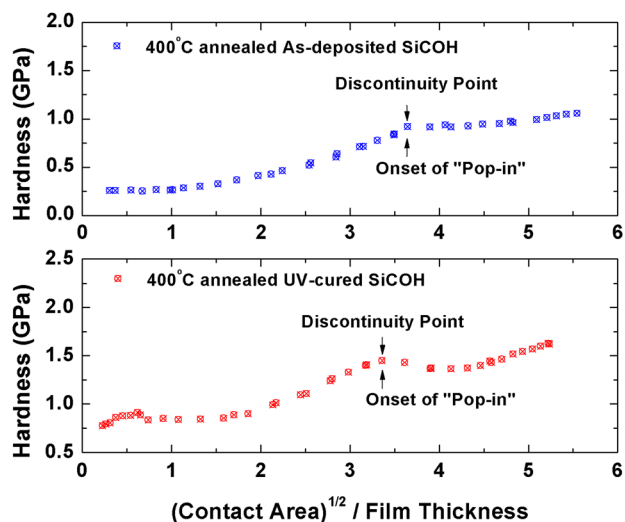 400°C annealed As-deposited SiCOH
Discontinuity Point
Onset of "Pop-in"
Hardness (GPa)
2.0
1.5
1.0
0.5
0.0
0 1 2 3 4 5 6
400°C annealed UV-cured SiCOH
Discontinuity Point
Onset of "Pop-in"
Hardness (GPa)
2.5
2.0
1.5
1.0
0.5
0 1 2 3 4 5 6
(Contact Area)^1/2 / Film Thickness